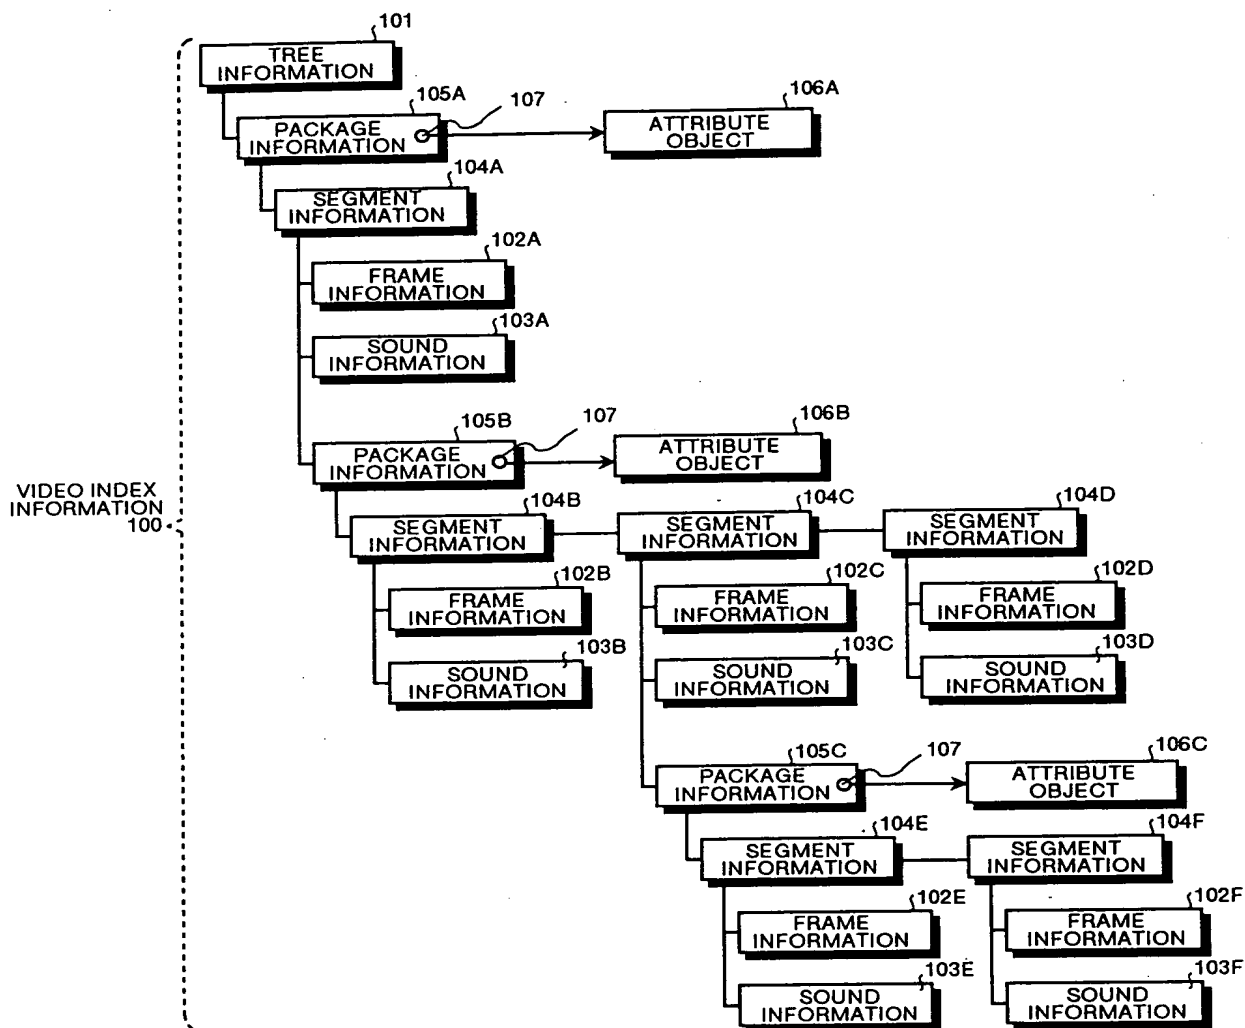 101
TREE
INFORMATION
105A
107
106A
PACKAGE
INFORMATION
ATTRIBUTE
OBJECT
104A
SEGMENT
INFORMATION
102A
FRAME
INFORMATION
103A
SOUND
INFORMATION
105B
107
106B
PACKAGE
INFORMATION
ATTRIBUTE
OBJECT
VIDEO INDEX
INFORMATION
100
104B
104C
104D
SEGMENT
INFORMATION
SEGMENT
INFORMATION
SEGMENT
INFORMATION
102B
102C
102D
FRAME
INFORMATION
FRAME
INFORMATION
FRAME
INFORMATION
103B
103C
103D
SOUND
INFORMATION
SOUND
INFORMATION
SOUND
INFORMATION
105C
107
106C
PACKAGE
INFORMATION
ATTRIBUTE
OBJECT
104E
104F
SEGMENT
INFORMATION
SEGMENT
INFORMATION
102E
102F
FRAME
INFORMATION
FRAME
INFORMATION
103E
103F
SOUND
INFORMATION
SOUND
INFORMATION